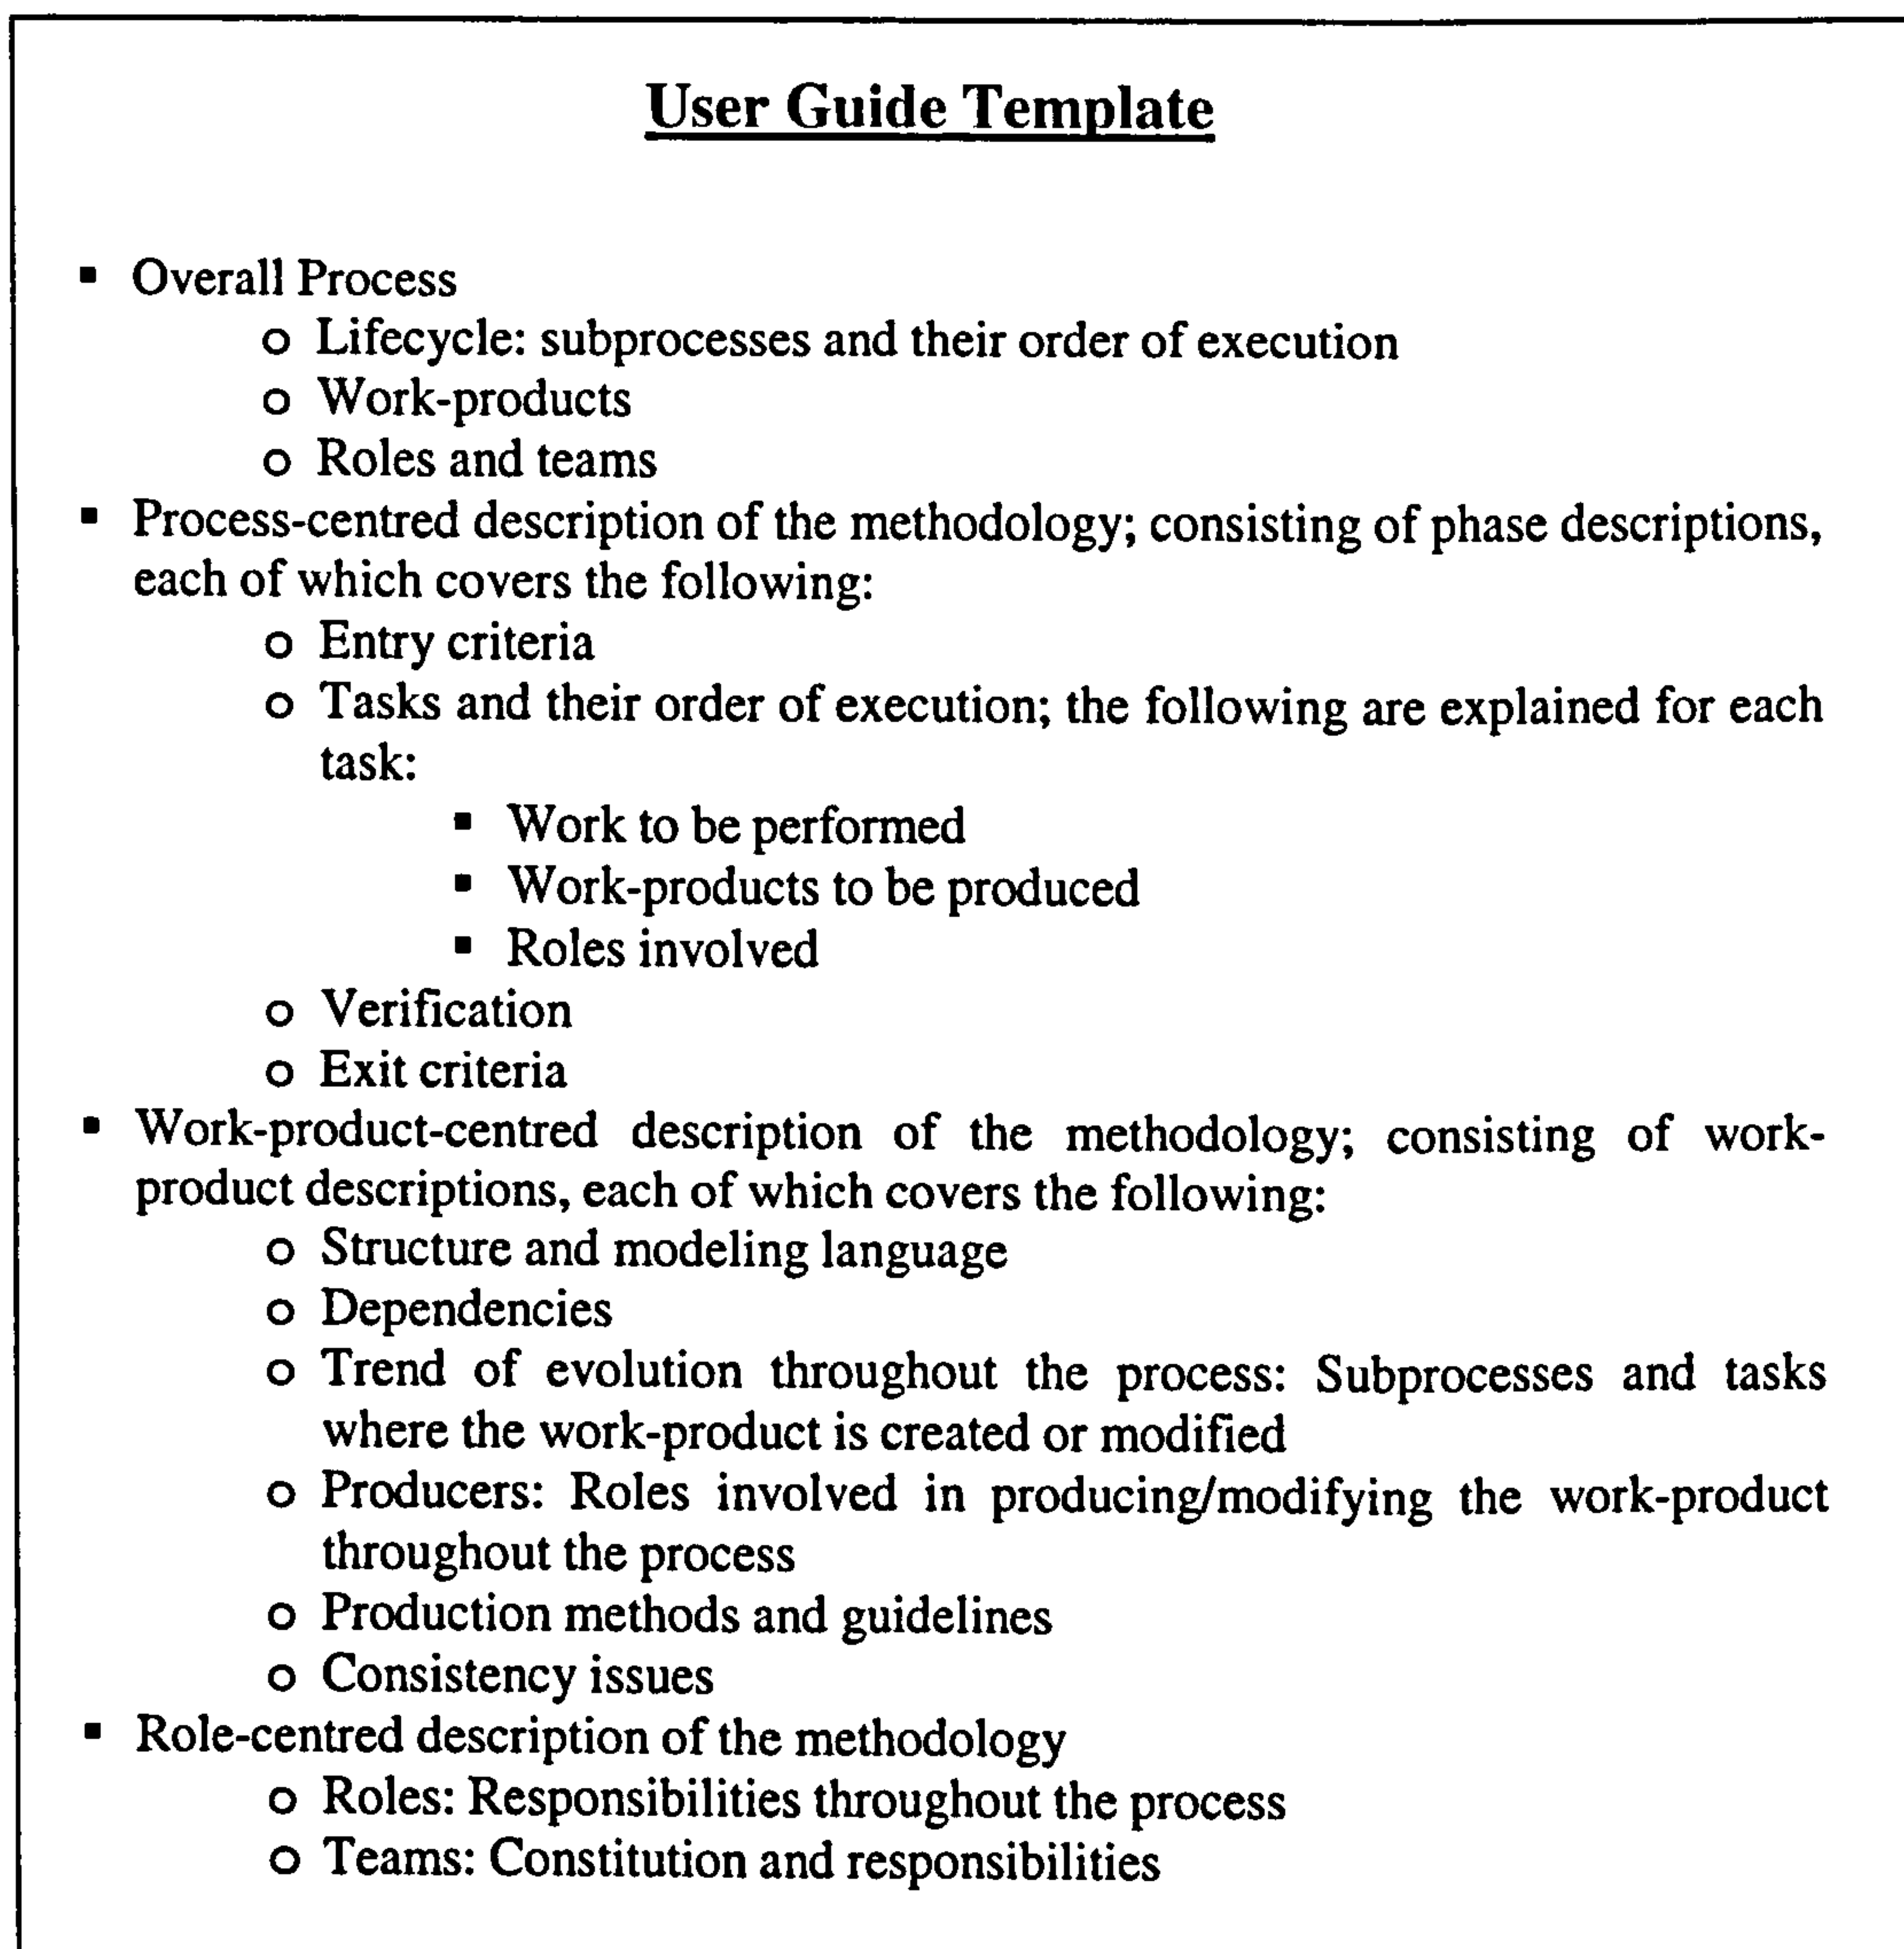 User Guide Template
▪ Overall Process
o Lifecycle: subprocesses and their order of execution
o Work-products
o Roles and teams
▪ Process-centred description of the methodology; consisting of phase descriptions,
each of which covers the following:
o Entry criteria
o Tasks and their order of execution; the following are explained for each
task:
▪ Work to be performed
▪ Work-products to be produced
▪ Roles involved
o Verification
o Exit criteria
▪ Work-product-centred description of the methodology; consisting of work-
product descriptions, each of which covers the following:
o Structure and modeling language
o Dependencies
o Trend of evolution throughout the process: Subprocesses and tasks
where the work-product is created or modified
o Producers: Roles involved in producing/modifying the work-product
throughout the process
o Production methods and guidelines
o Consistency issues
▪ Role-centred description of the methodology
o Roles: Responsibilities throughout the process
o Teams: Constitution and responsibilities